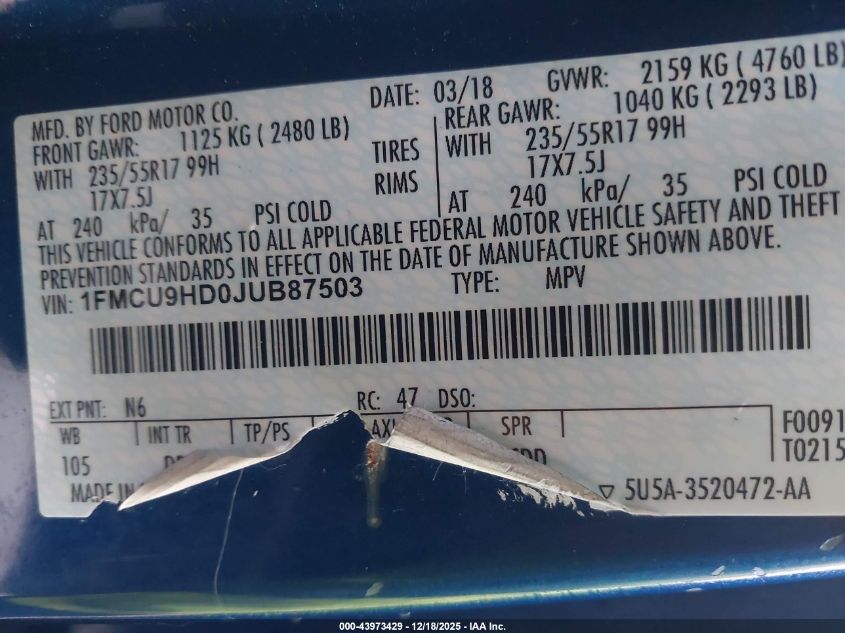 MFD. BY FORD MOTOR CO. DATE: 03/18 GVWR: 2159 KG ( 4760 LB)
FRONT GAWR: 1125 KG ( 2480 LB) REAR GAWR: 1040 KG ( 2293 LB)
WITH 235/55R17 99H TIRES WITH 235/55R17 99H
17X7.5J RIMS 17X7.5J
AT 240 kPa/ 35 PSI COLD AT 240 kPa/ 35 PSI COLD
THIS VEHICLE CONFORMS TO ALL APPLICABLE FEDERAL MOTOR VEHICLE SAFETY AND THEFT
PREVENTION STANDARDS IN EFFECT ON THE DATE OF MANUFACTURE SHOWN ABOVE.
VIN: 1FMCU9HD0JUB87503 TYPE: MPV
EXT PNT: N6 RC: 47 DSO:
WB INT TR TP/PS SPR F0091
105 T0215
MADE IN 5U5A-3520472-AA
000-43973429 - 12/18/2025 - IAA Inc.